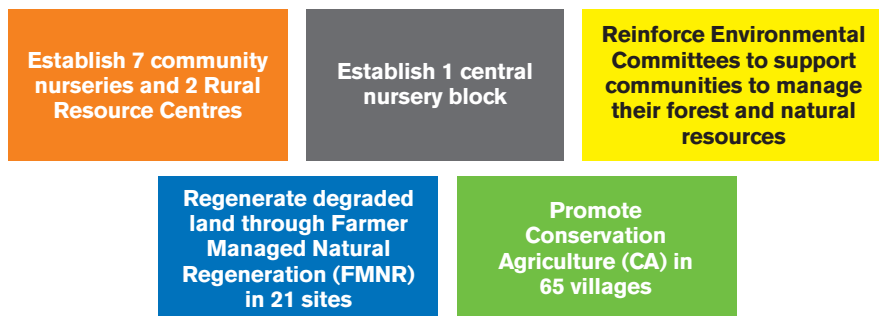 Establish 7 community
nurseries and 2 Rural
Resource Centres
Establish 1 central
nursery block
Reinforce Environmental
Committees to support
communities to manage
their forest and natural
resources
Regenerate degraded
land through Farmer
Managed Natural
Regeneration (FMNR)
in 21 sites
Promote
Conservation
Agriculture (CA) in
65 villages